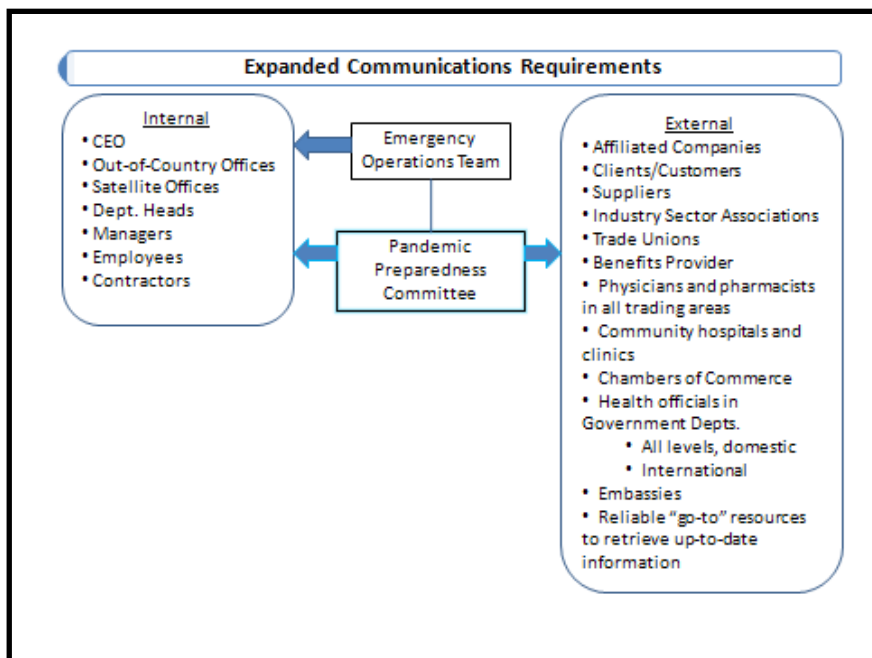 Expanded Communications Requirements
Internal
• CEO
• Out-of-Country Offices
• Satellite Offices
• Dept. Heads
• Managers
• Employees
• Contractors
Emergency
Operations Team
Pandemic
Preparedness
Committee
External
• Affiliated Companies
• Clients/Customers
• Suppliers
• Industry Sector Associations
• Trade Unions
• Benefits Provider
• Physicians and pharmacists
in all trading areas
• Community hospitals and
clinics
• Chambers of Commerce
• Health officials in
Government Depts.
• All levels, domestic
• International
• Embassies
• Reliable “go-to” resources
to retrieve up-to-date
information